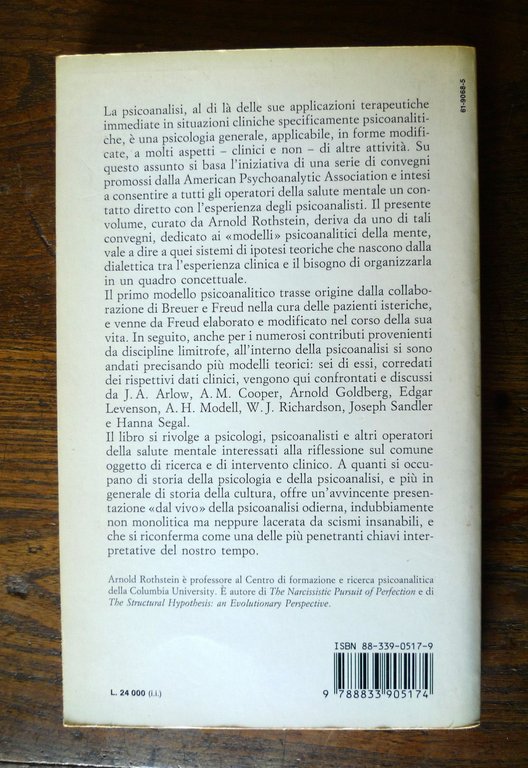 61-9068-5
La psicoanalisi, al di là delle sue applicazioni terapeutiche
immediate in situazioni cliniche specificamente psicoanaliti-
che, è una psicologia generale, applicabile, in forme modifi-
cate, a molti aspetti – clinici e non – di altre attività. Su
questo assunto si basa l'iniziativa di una serie di convegni
promossi dalla American Psychoanalytic Association e intesi
a consentire a tutti gli operatori della salute mentale un con-
tatto diretto con l'esperienza degli psicoanalisti. Il presente
volume, curato da Arnold Rothstein, deriva da uno di tali
convegni, dedicato ai «modelli» psicoanalitici della mente,
vale a dire a quei sistemi di ipotesi teoriche che nascono dalla
dialettica tra l'esperienza clinica e il bisogno di organizzarla
in un quadro concettuale.
Il primo modello psicoanalitico trasse origine dalla collabo-
razione di Breuer e Freud nella cura delle pazienti isteriche,
e venne da Freud elaborato e modificato nel corso della sua
vita. In seguito, anche per i numerosi contributi provenienti
da discipline limitrofe, all'interno della psicoanalisi si sono
andati precisando più modelli teorici: sei di essi, corredati
dei rispettivi dati clinici, vengono qui confrontati e discussi
da J. A. Arlow, A. M. Cooper, Arnold Goldberg, Edgar
Levenson, A. H. Modell, W. J. Richardson, Joseph Sandler
e Hanna Segal.
Il libro si rivolge a psicologi, psicoanalisti e altri operatori
della salute mentale interessati alla riflessione sul comune
oggetto di ricerca e di intervento clinico. A quanti si occu-
pano di storia della psicologia e della psicoanalisi, e più in
generale di storia della cultura, offre un'avvincente presen-
tazione «dal vivo» della psicoanalisi odierna, indubbiamente
non monolitica ma neppure lacerata da scismi insanabili, e
che si riconferma come una delle più penetranti chiavi inter-
pretative del nostro tempo.
Arnold Rothstein è professore al Centro di formazione e ricerca psicoanalitica
della Columbia University. È autore di The Narcissistic Pursuit of Perfection e di
The Structural Hypothesis: an Evolutionary Perspective.
ISBN 88-339-0517-9
L. 24 000 (i.i.)
9 788833 905174